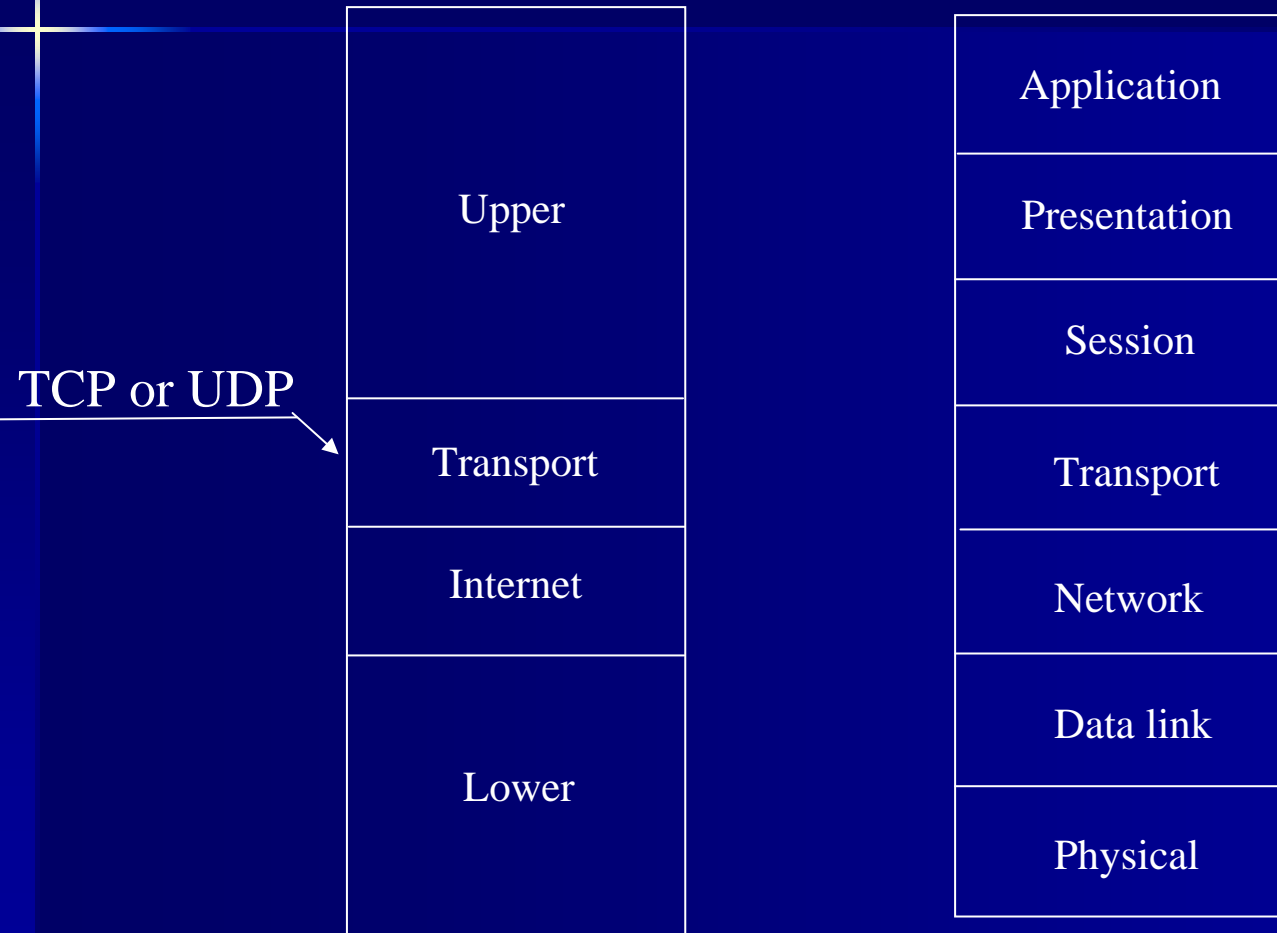 TCP or UDP
Upper
Transport
Internet
Lower
Application
Presentation
Session
Transport
Network
Data link
Physical